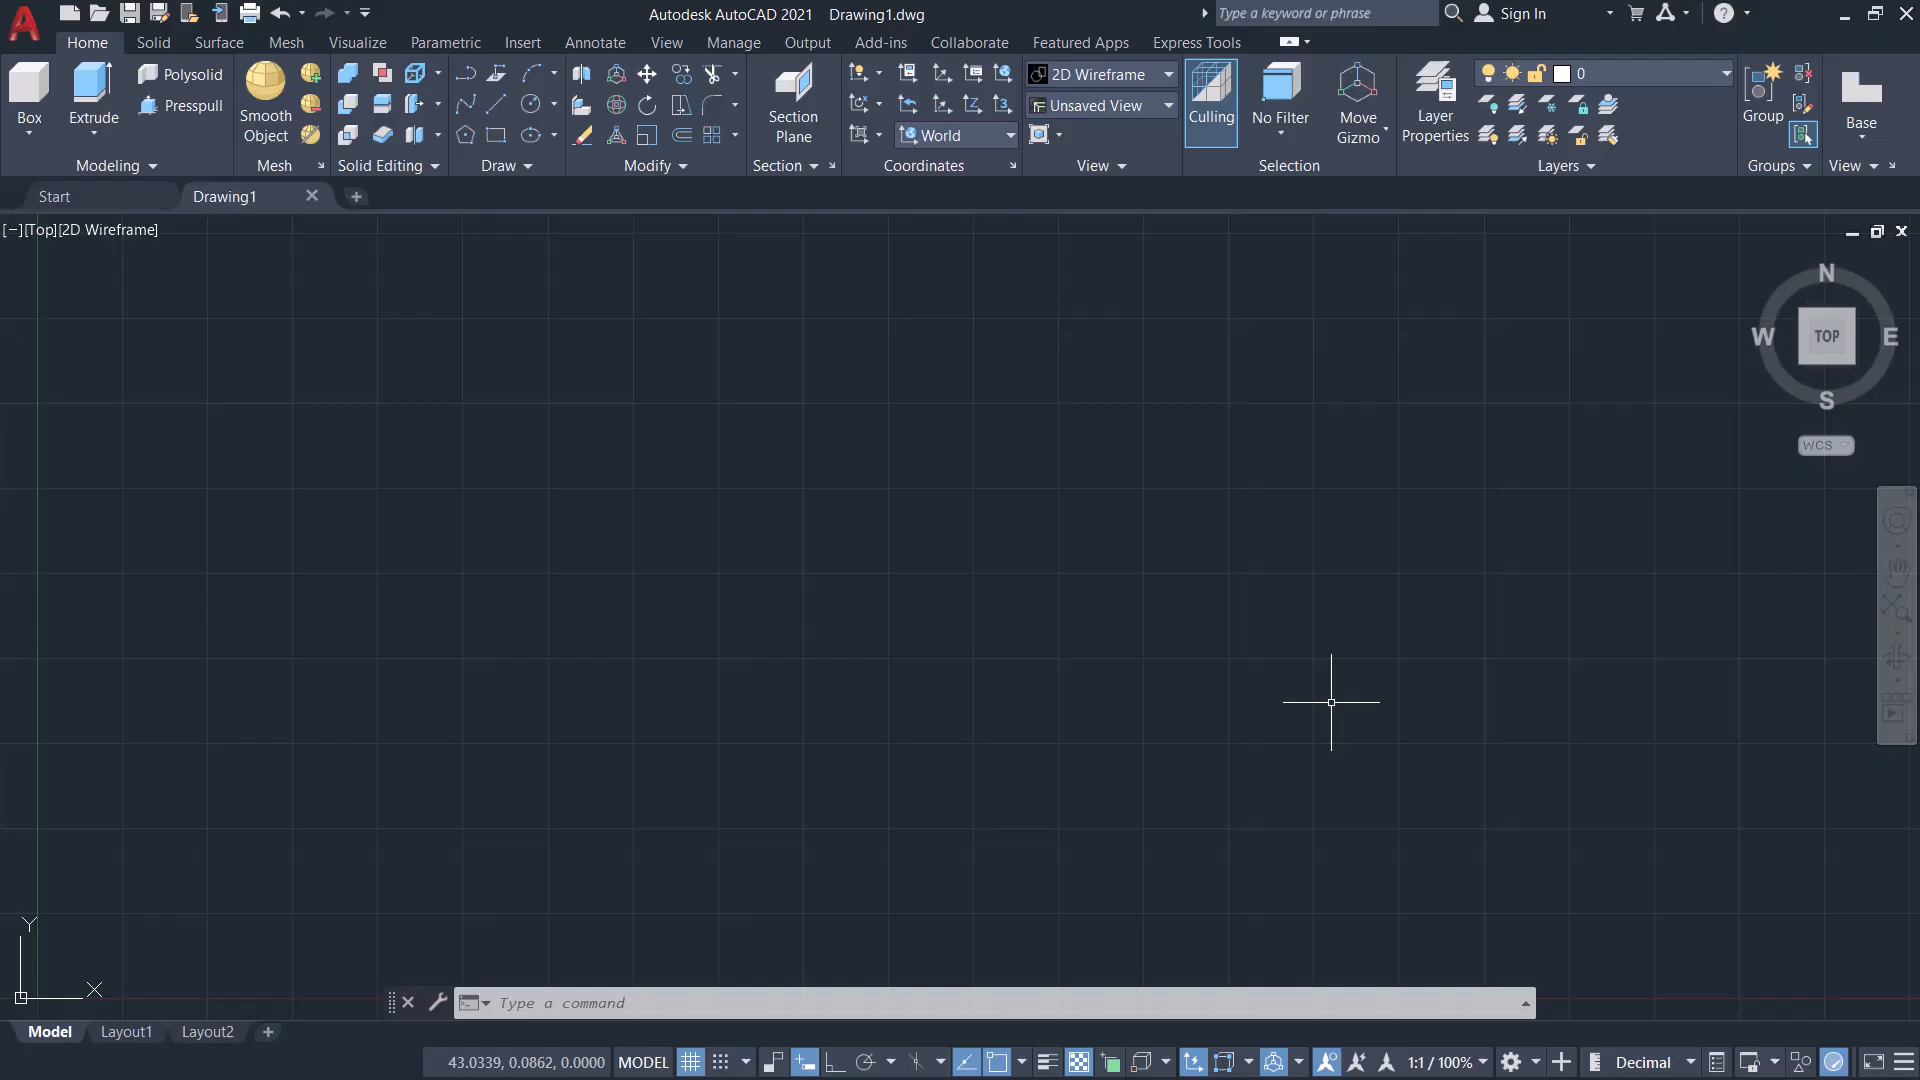 Autodesk AutoCAD 2021 Drawing1.dwg
Type a keyword or phrase
Sign In
Home Solid Surface Mesh Visualize Parametric Insert Annotate View Manage Output Add-ins Collaborate Featured Apps Express Tools
Box
Extrude
Polysolid
Presspull
Smooth
Object
Section
Plane
World
2D Wireframe
Unsaved View
Culling
No Filter
Move
Gizmo
Layer
Properties
0
Group
Base
Modeling
Mesh
Solid Editing
Draw
Modify
Section
Coordinates
View
Selection
Layers
Groups
View
Start
Drawing1
[−][Top][2D Wireframe]
N
W
TOP
E
S
WCS
Y
X
Type a command
Model
Layout1
Layout2
43.0339, 0.0862, 0.0000
MODEL
1:1 / 100%
Decimal